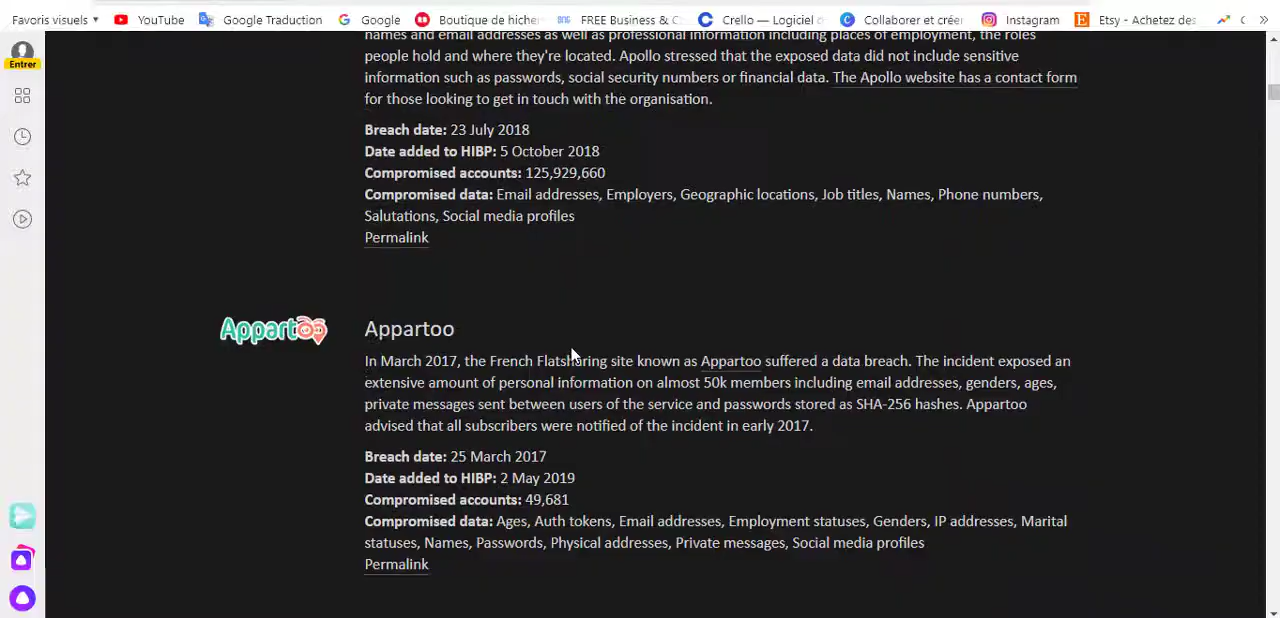 Favoris visuels ▼ YouTube Google Traduction Google Boutique de hicher FREE Business & C Crello — Logiciel Collaborer et créer Instagram Etsy - Achetez des »
Entrer
names and email addresses as well as professional information including places of employment, the roles
people hold and where they're located. Apollo stressed that the exposed data did not include sensitive
information such as passwords, social security numbers or financial data. The Apollo website has a contact form
for those looking to get in touch with the organisation.
Breach date: 23 July 2018
Date added to HIBP: 5 October 2018
Compromised accounts: 125,929,660
Compromised data: Email addresses, Employers, Geographic locations, Job titles, Names, Phone numbers,
Salutations, Social media profiles
Permalink
Appartoo
Appartoo
In March 2017, the French Flatsharing site known as Appartoo suffered a data breach. The incident exposed an
extensive amount of personal information on almost 50k members including email addresses, genders, ages,
private messages sent between users of the service and passwords stored as SHA-256 hashes. Appartoo
advised that all subscribers were notified of the incident in early 2017.
Breach date: 25 March 2017
Date added to HIBP: 2 May 2019
Compromised accounts: 49,681
Compromised data: Ages, Auth tokens, Email addresses, Employment statuses, Genders, IP addresses, Marital
statuses, Names, Passwords, Physical addresses, Private messages, Social media profiles
Permalink